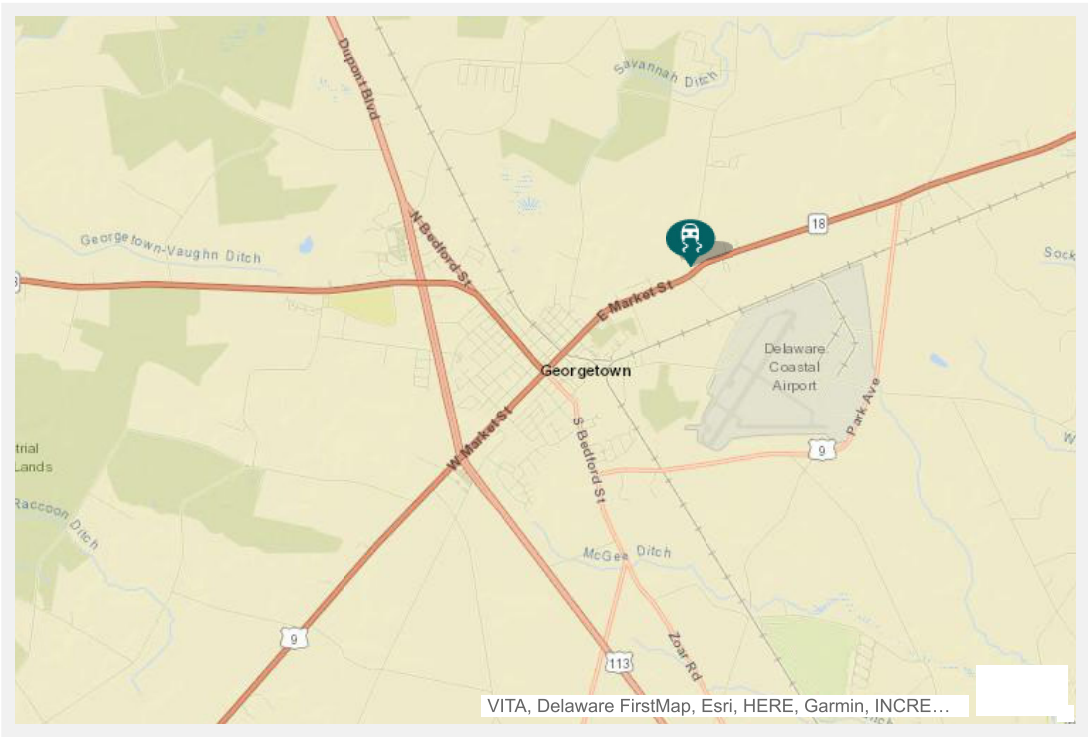 Dupont Blvd
Savannah Ditch
N Bedford St
18
Georgetown-Vaughn Ditch
E Market St
Delaware
Coastal
Airport
Georgetown
Park Ave
W Market St
S Bedford St
9
trial
Lands
Raccoon Ditch
McGee Ditch
9
Zoar Rd
113
VITA, Delaware FirstMap, Esri, HERE, Garmin, INCRE…
Sock
W